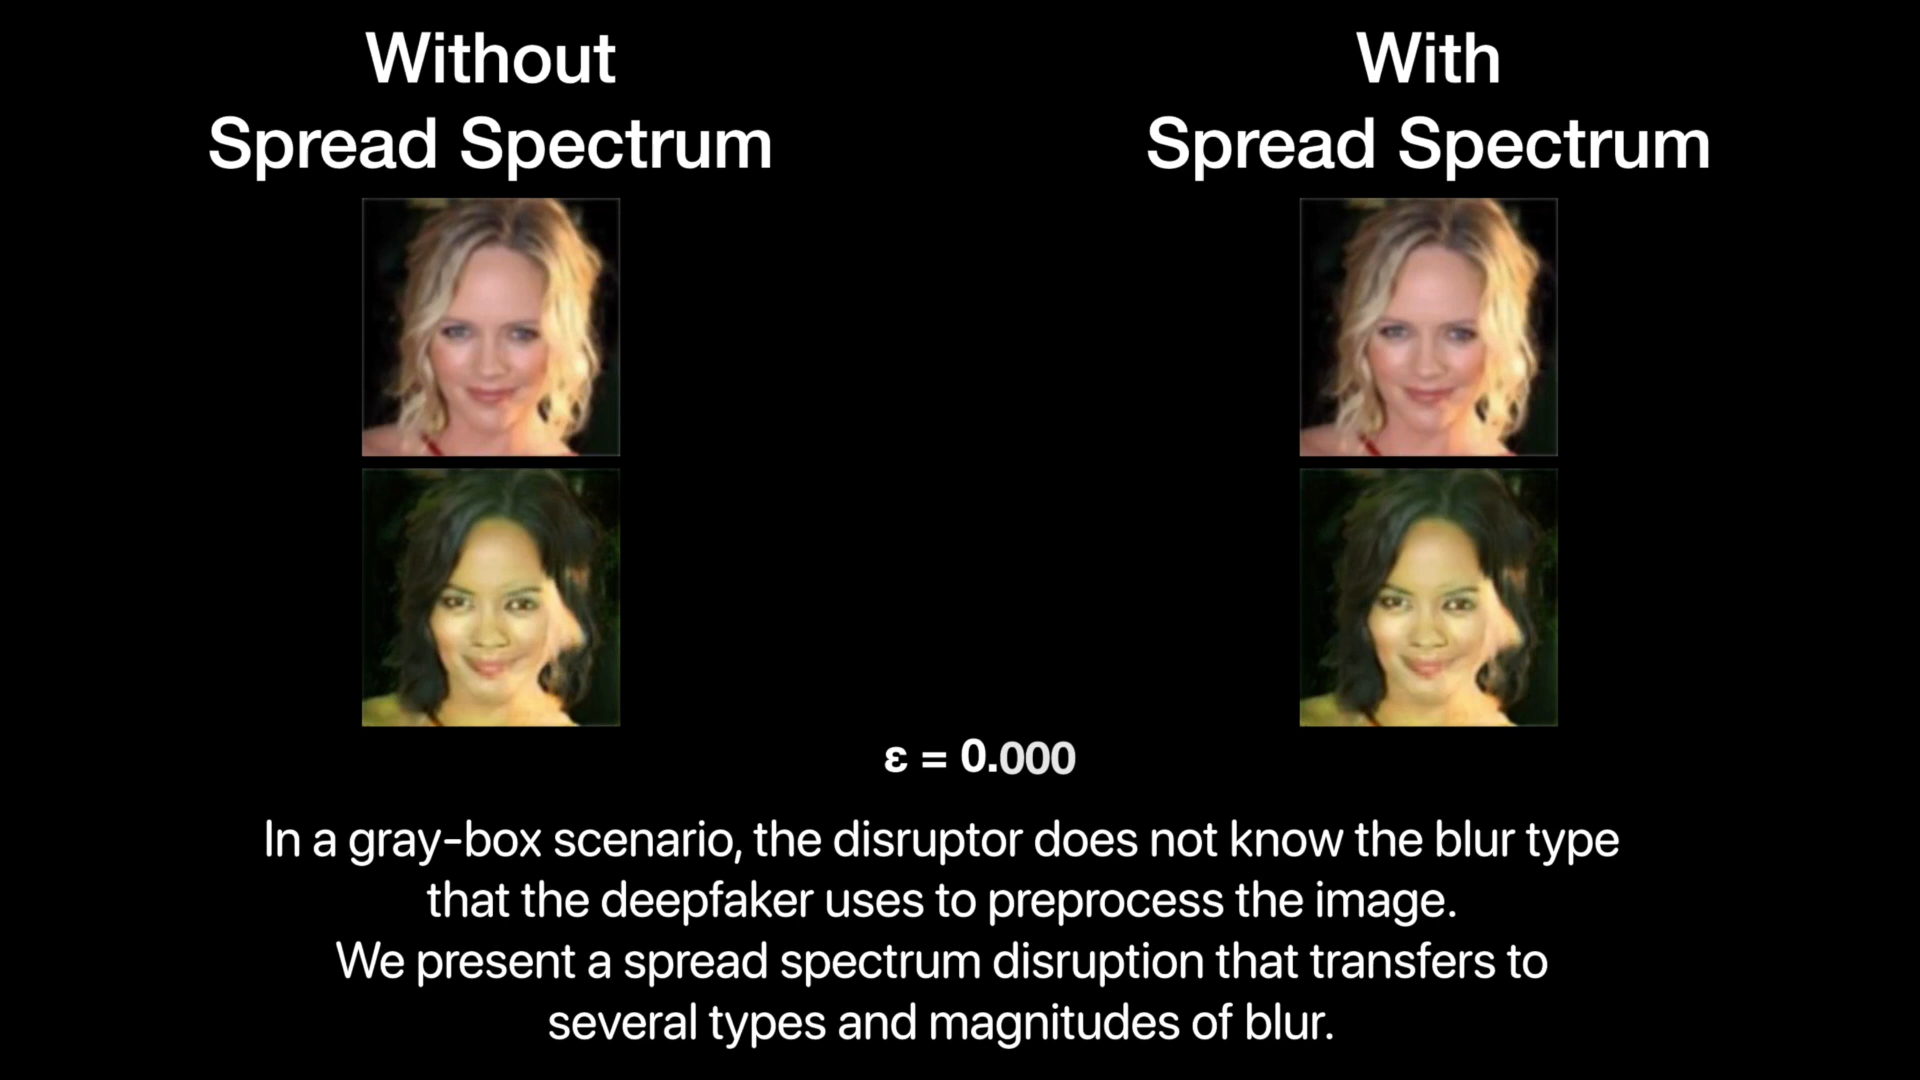 Without
Spread Spectrum
With
Spread Spectrum
ε = 0.000
In a gray-box scenario, the disruptor does not know the blur type
that the deepfaker uses to preprocess the image.
We present a spread spectrum disruption that transfers to
several types and magnitudes of blur.